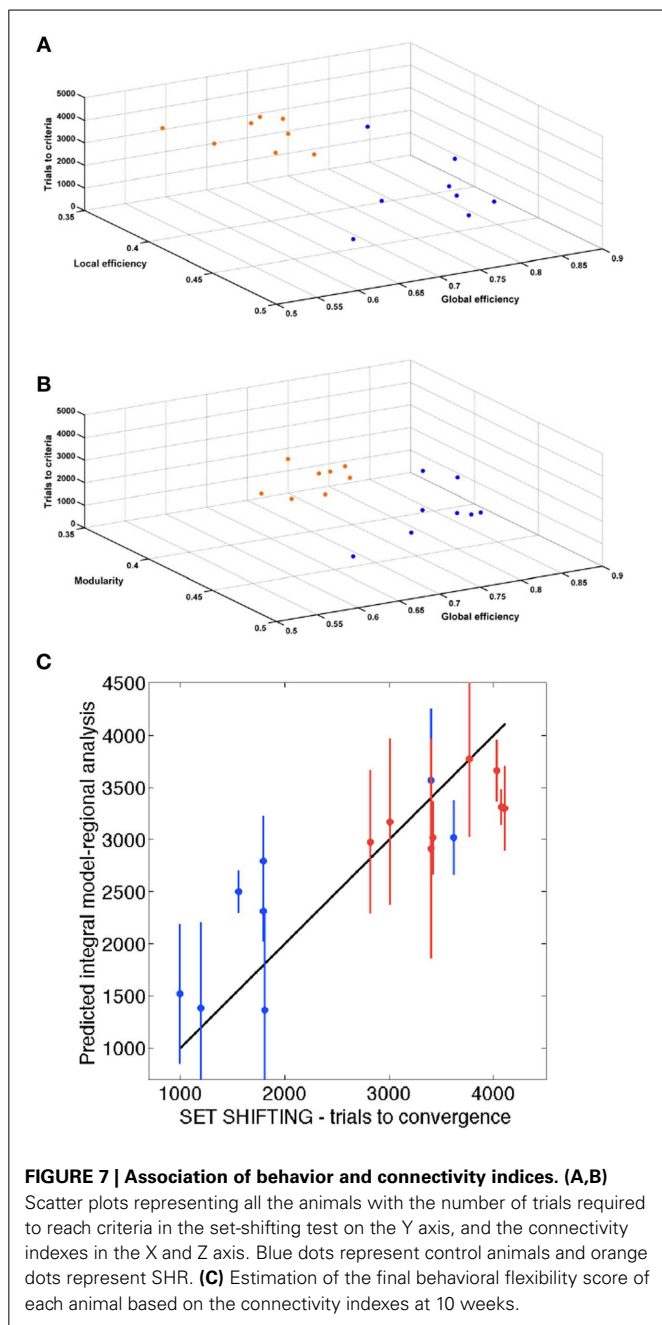 A
5000
4000
3000
2000
1000
0
Trials to criteria
0.35
0.4
0.45
0.5
Local efficiency
0.5
0.55
0.6
0.65
0.7
0.75
0.8
0.85
0.9
Global efficiency
B
5000
4000
3000
2000
1000
0
Trials to criteria
0.35
0.4
0.45
0.5
Modularity
0.5
0.55
0.6
0.65
0.7
0.75
0.8
0.85
0.9
Global efficiency
C
4500
4000
3500
3000
2500
2000
1500
1000
Predicted integral model-regional analysis
1000 2000 3000 4000
SET SHIFTING - trials to convergence
FIGURE 7 | Association of behavior and connectivity indices. (A,B)
Scatter plots representing all the animals with the number of trials required
to reach criteria in the set-shifting test on the Y axis, and the connectivity
indexes in the X and Z axis. Blue dots represent control animals and orange
dots represent SHR. (C) Estimation of the final behavioral flexibility score of
each animal based on the connectivity indexes at 10 weeks.